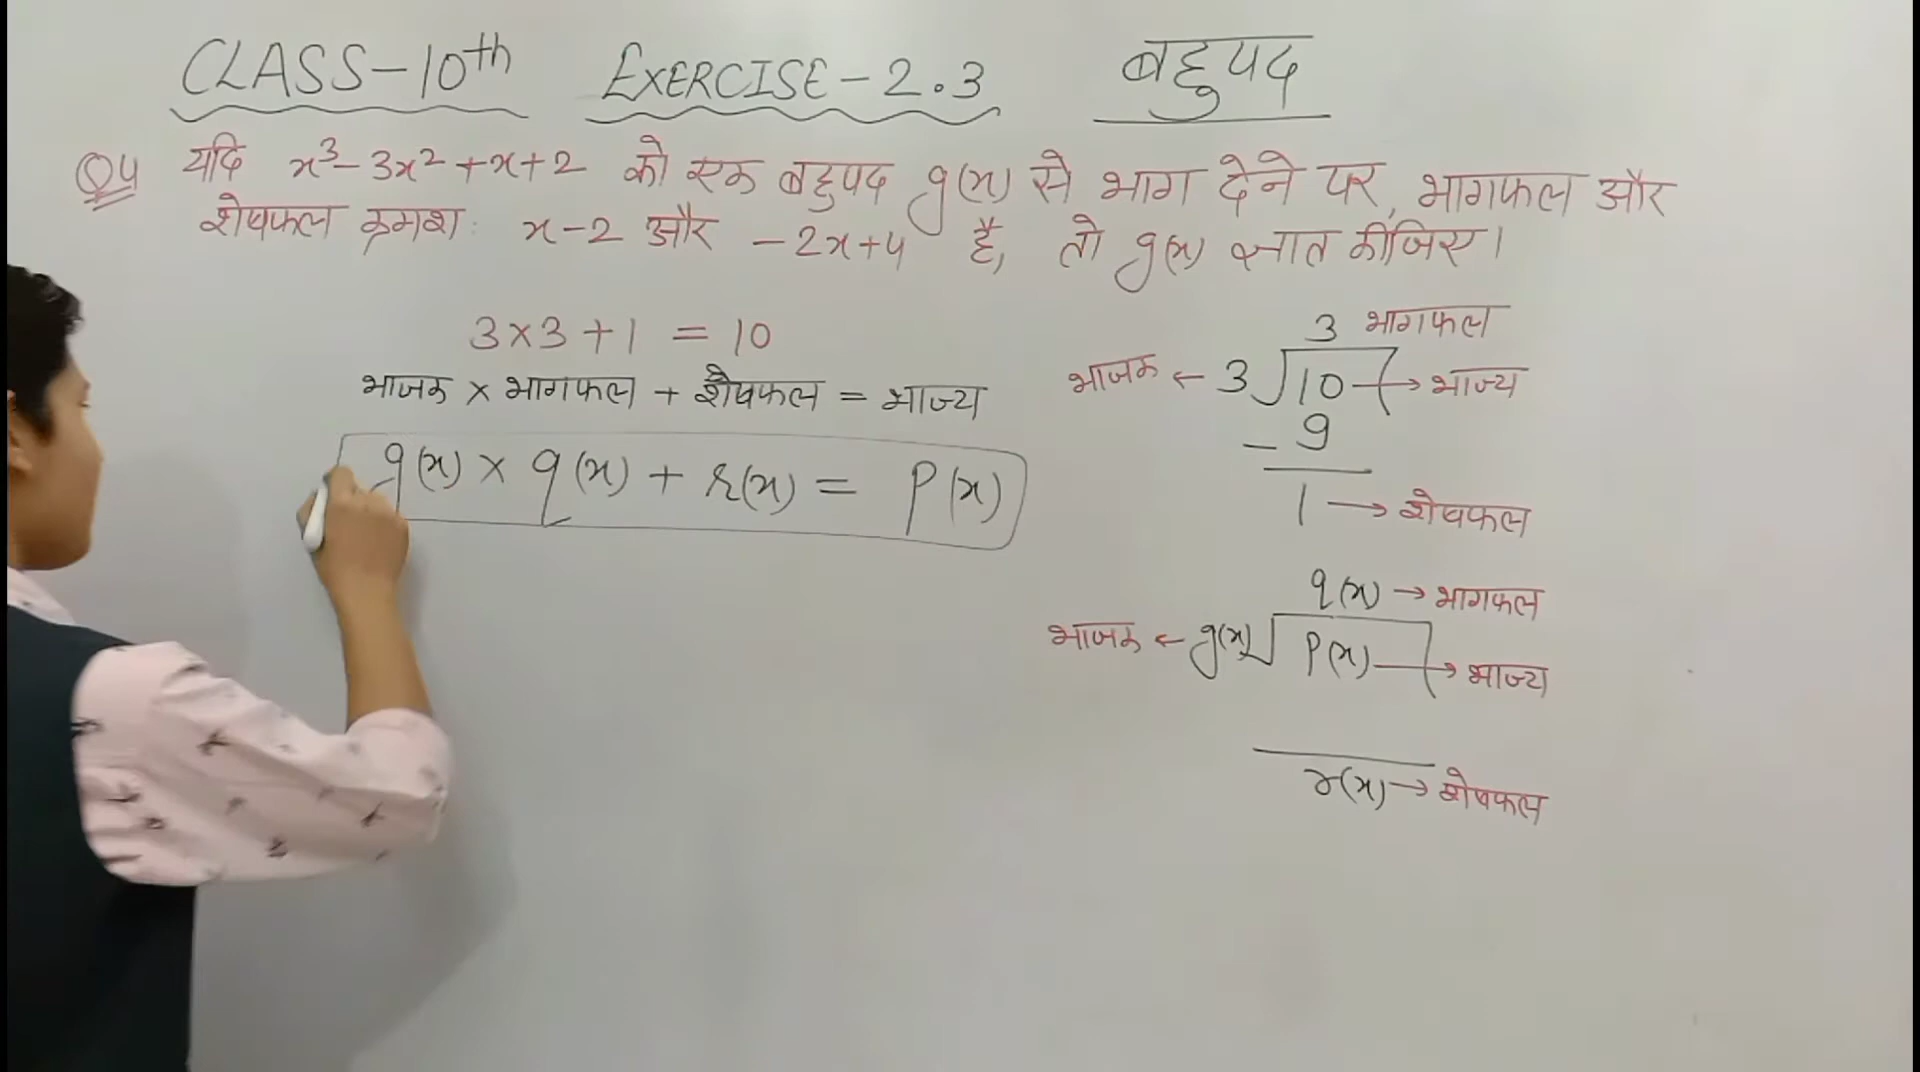 CLASS-10th EXERCISE-2.3 बहुपद
Q4 यदि x³-3x²+x+2 को एक बहुपद g(x) से भाग देने पर, भागफल और
शेषफल क्रमश: x-2 और -2x+4 है, तो g(x) ज्ञात कीजिए।
3×3+1 = 10
भाजक × भागफल + शेषफल = भाज्य
g(x) × q(x) + r(x) = p(x)
3 भागफल
भाजक ← 3 10 → भाज्य
- 9
1 → शेषफल
q(x) → भागफल
भाजक ← g(x) p(x) → भाज्य
r(x) → शेषफल